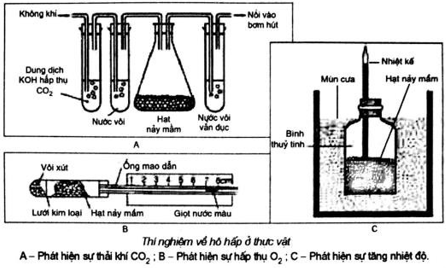 Không khí
Nối vào
bơm hút
Dung dịch
KOH hấp thụ
CO₂
Nước vôi
Hạt
nảy mầm
Nước vôi
vẩn đục
A
Vôi xút
Ống mao dẫn
1 2 3 4 5 6 7 8cm
Lưới kim loại
Hạt nảy mầm
Giọt nước màu
B
Nhiệt kế
Mùn cưa
Hạt nảy mầm
Bình
thuỷ tinh
C
Thí nghiệm về hô hấp ở thực vật
A – Phát hiện sự thải khí CO₂ ; B – Phát hiện sự hấp thụ O₂ ; C – Phát hiện sự tăng nhiệt độ.